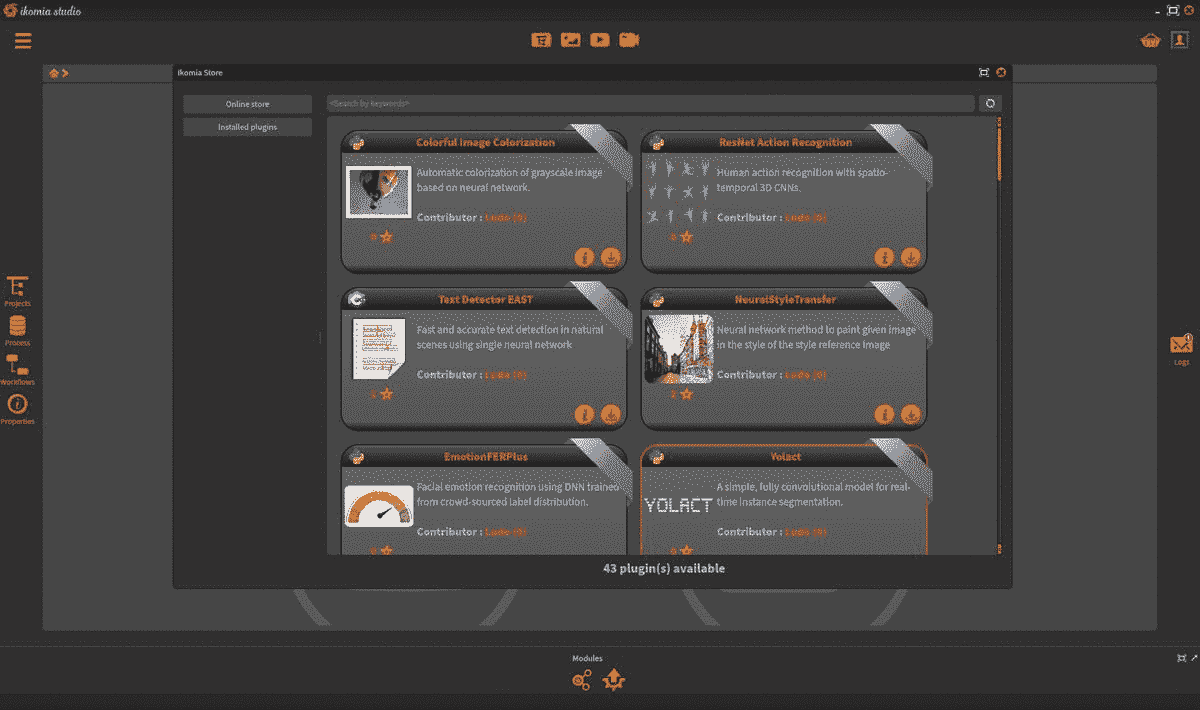 ikomia studio
Ikomia Store
Online store
Installed plugins
<Search by keywords>
Colorful Image Colorization
Automatic colorization of grayscale image
based on neural network.
Contributor : Ludo (0)
0
ResNet Action Recognition
Human action recognition with spatio-
temporal 3D CNNs.
Contributor : Ludo (0)
0
Text Detector EAST
Fast and accurate text detection in natural
scenes using single neural network
Contributor : Ludo (0)
NeuralStyleTransfer
Neural network method to paint given image
in the style of the style reference image
Contributor : Ludo (0)
EmotionFERPlus
Facial emotion recognition using DNN trained
from crowd-sourced label distribution.
Contributor : Ludo (0)
0
Yolact
YOLACT
A simple, fully convolutional model for real-
time instance segmentation.
Contributor : Ludo (0)
0
43 plugin(s) available
Projects
Process
Workflows
Properties
Logs
Modules